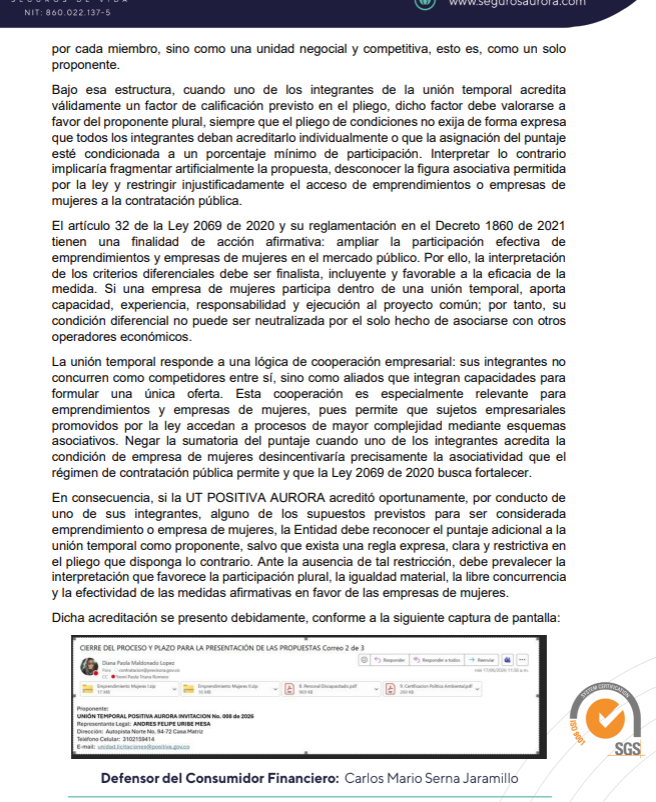 SEGUROS DE VIDA
NIT: 860.022.137-5
www.segurosaurora.com
por cada miembro, sino como una unidad negocial y competitiva, esto es, como un solo
proponente.
Bajo esa estructura, cuando uno de los integrantes de la unión temporal acredita
válidamente un factor de calificación previsto en el pliego, dicho factor debe valorarse a
favor del proponente plural, siempre que el pliego de condiciones no exija de forma expresa
que todos los integrantes deban acreditarlo individualmente o que la asignación del puntaje
esté condicionada a un porcentaje mínimo de participación. Interpretar lo contrario
implicaría fragmentar artificialmente la propuesta, desconocer la figura asociativa permitida
por la ley y restringir injustificadamente el acceso de emprendimientos o empresas de
mujeres a la contratación pública.
El artículo 32 de la Ley 2069 de 2020 y su reglamentación en el Decreto 1860 de 2021
tienen una finalidad de acción afirmativa: ampliar la participación efectiva de
emprendimientos y empresas de mujeres en el mercado público. Por ello, la interpretación
de los criterios diferenciales debe ser finalista, incluyente y favorable a la eficacia de la
medida. Si una empresa de mujeres participa dentro de una unión temporal, aporta
capacidad, experiencia, responsabilidad y ejecución al proyecto común; por tanto, su
condición diferencial no puede ser neutralizada por el solo hecho de asociarse con otros
operadores económicos.
La unión temporal responde a una lógica de cooperación empresarial: sus integrantes no
concurren como competidores entre sí, sino como aliados que integran capacidades para
formular una única oferta. Esta cooperación es especialmente relevante para
emprendimientos y empresas de mujeres, pues permite que sujetos empresariales
promovidos por la ley accedan a procesos de mayor complejidad mediante esquemas
asociativos. Negar la sumatoria del puntaje cuando uno de los integrantes acredita la
condición de empresa de mujeres desincentivaría precisamente la asociatividad que el
régimen de contratación pública permite y que la Ley 2069 de 2020 busca fortalecer.
En consecuencia, si la UT POSITIVA AURORA acreditó oportunamente, por conducto de
uno de sus integrantes, alguno de los supuestos previstos para ser considerada
emprendimiento o empresa de mujeres, la Entidad debe reconocer el puntaje adicional a la
unión temporal como proponente, salvo que exista una regla expresa, clara y restrictiva en
el pliego que disponga lo contrario. Ante la ausencia de tal restricción, debe prevalecer la
interpretación que favorece la participación plural, la igualdad material, la libre concurrencia
y la efectividad de las medidas afirmativas en favor de las empresas de mujeres.
Dicha acreditación se presento debidamente, conforme a la siguiente captura de pantalla:
CIERRE DEL PROCESO Y PLAZO PARA LA PRESENTACIÓN DE LAS PROPUESTAS Correo 2 de 3
Diana Paola Maldonado Lopez
Responder Responder a todos Reenviar
Para
CC
Emprendimiento Mujeres I.zip
17 MB
Emprendimiento Mujeres II.zip
10 MB
8. Personal Discapacitado.pdf
9. Certificacion Politica Ambiental.pdf
Proponente:
UNIÓN TEMPORAL POSITIVA AURORA INVITACION No. 008 de 2026
Representante Legal: ANDRES FELIPE URIBE MESA
Dirección: Autopista Norte No. 94-72 Casa Matriz
Teléfono Celular: 3102159414
E-mail: unidad.licitaciones@positiva.gov.co
SYSTEM CERTIFICATION
ISO 9001
SGS
Defensor del Consumidor Financiero: Carlos Mario Serna Jaramillo